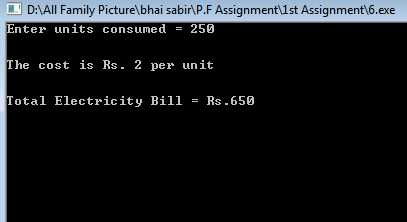 D:\All Family Picture\bhai sabir\P.F Assignment\1st Assignment\6.exe
Enter units consumed = 250
The cost is Rs. 2 per unit
Total Electricity Bill = Rs.650